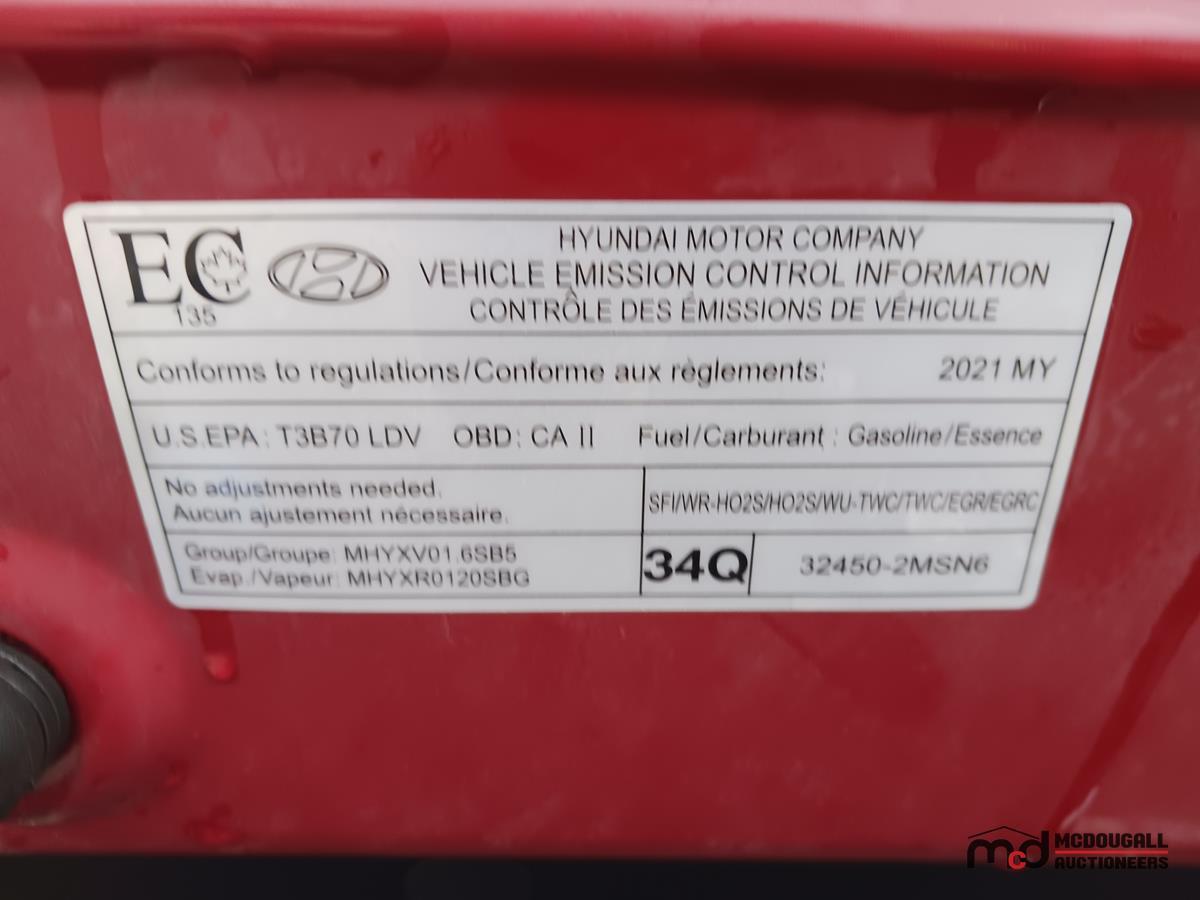 EC
135
HYUNDAI MOTOR COMPANY
VEHICLE EMISSION CONTROL INFORMATION
CONTRÔLE DES ÉMISSIONS DE VÉHICULE
Conforms to regulations/Conforme aux règlements: 2021 MY
U.S.EPA : T3B70 LDV OBD: CA II Fuel/Carburant : Gasoline/Essence
No adjustments needed.
Aucun ajustement nécessaire.
SFI/WR-HO2S/HO2S/WU-TWC/TWC/EGR/EGRC
Group/Groupe: MHYXV01.6SB5
Evap./Vapeur: MHYXR0120SBG
34Q
32450-2MSN6
mcd MCDOUGALL
AUCTIONEERS